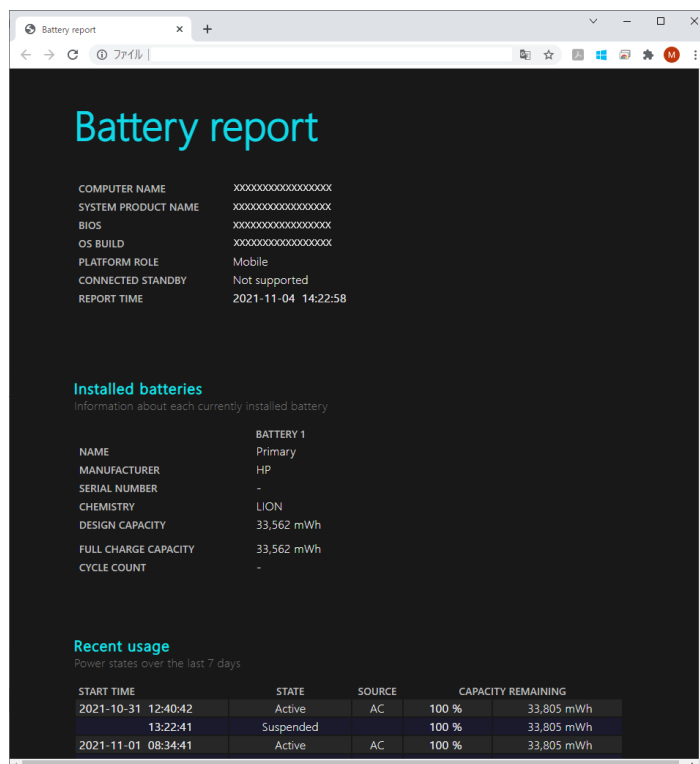 Battery report
ファイル
M
Battery report
COMPUTER NAME XXXXXXXXXXXXXXXXX
SYSTEM PRODUCT NAME XXXXXXXXXXXXXXXXX
BIOS XXXXXXXXXXXXXXXXX
OS BUILD XXXXXXXXXXXXXXXXX
PLATFORM ROLE Mobile
CONNECTED STANDBY Not supported
REPORT TIME 2021-11-04 14:22:58
Installed batteries
Information about each currently installed battery
BATTERY 1
NAME Primary
MANUFACTURER HP
SERIAL NUMBER -
CHEMISTRY LION
DESIGN CAPACITY 33,562 mWh
FULL CHARGE CAPACITY 33,562 mWh
CYCLE COUNT -
Recent usage
Power states over the last 7 days
START TIME STATE SOURCE CAPACITY REMAINING
2021-10-31 12:40:42 Active AC 100 % 33,805 mWh
13:22:41 Suspended 100 % 33,805 mWh
2021-11-01 08:34:41 Active AC 100 % 33,805 mWh